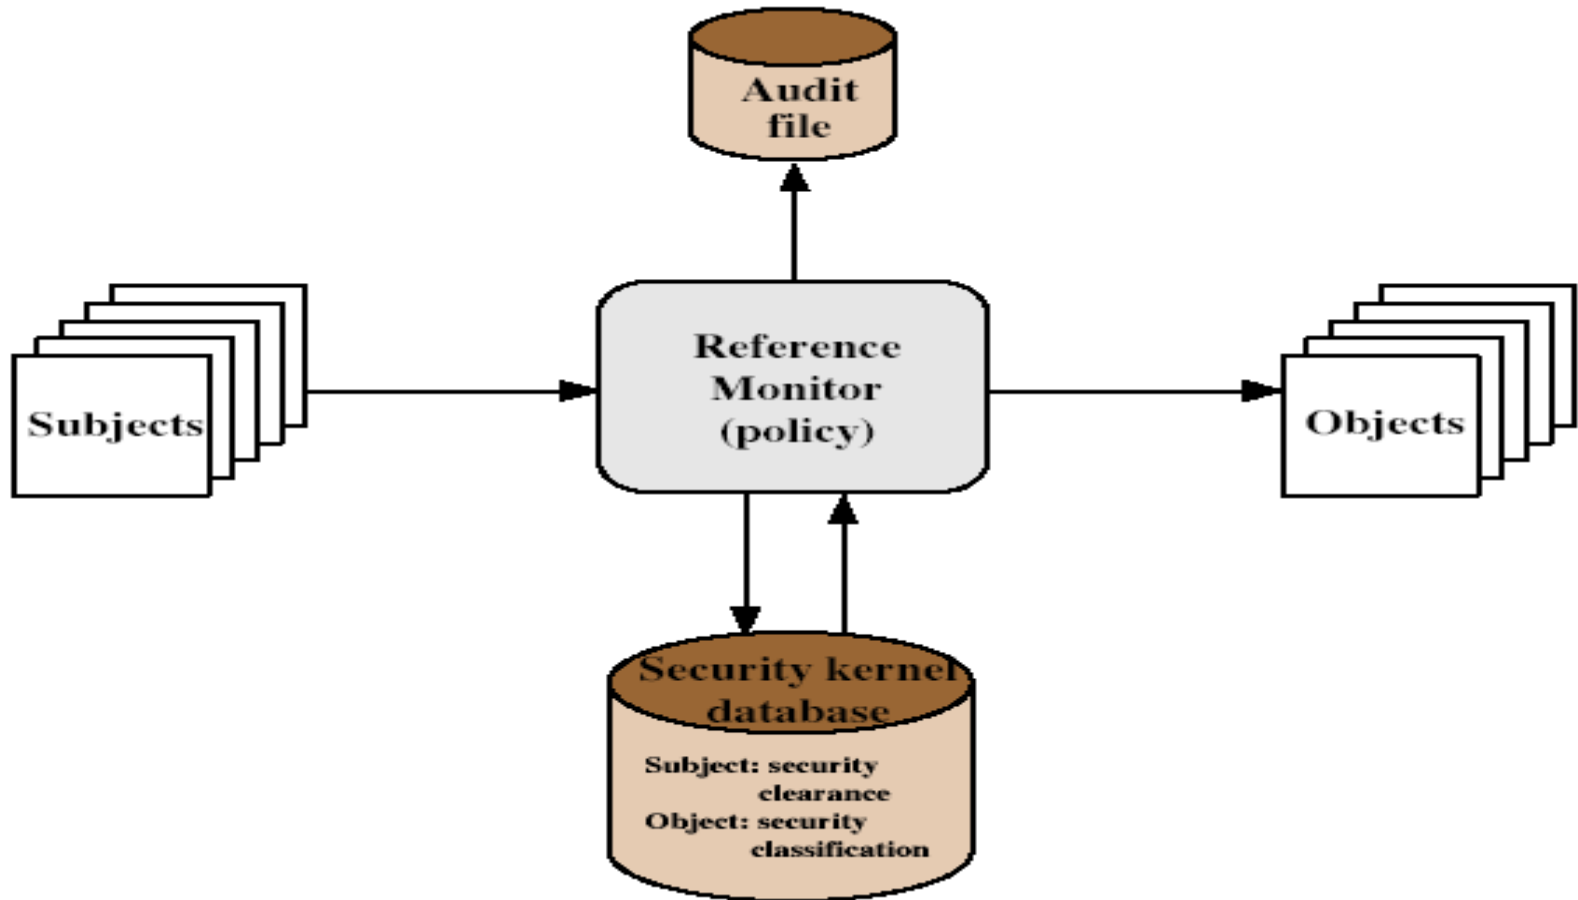 Audit
file
Reference
Monitor
(policy)
Subjects
Objects
Security kernel
database
Subject: security
clearance
Object: security
classification